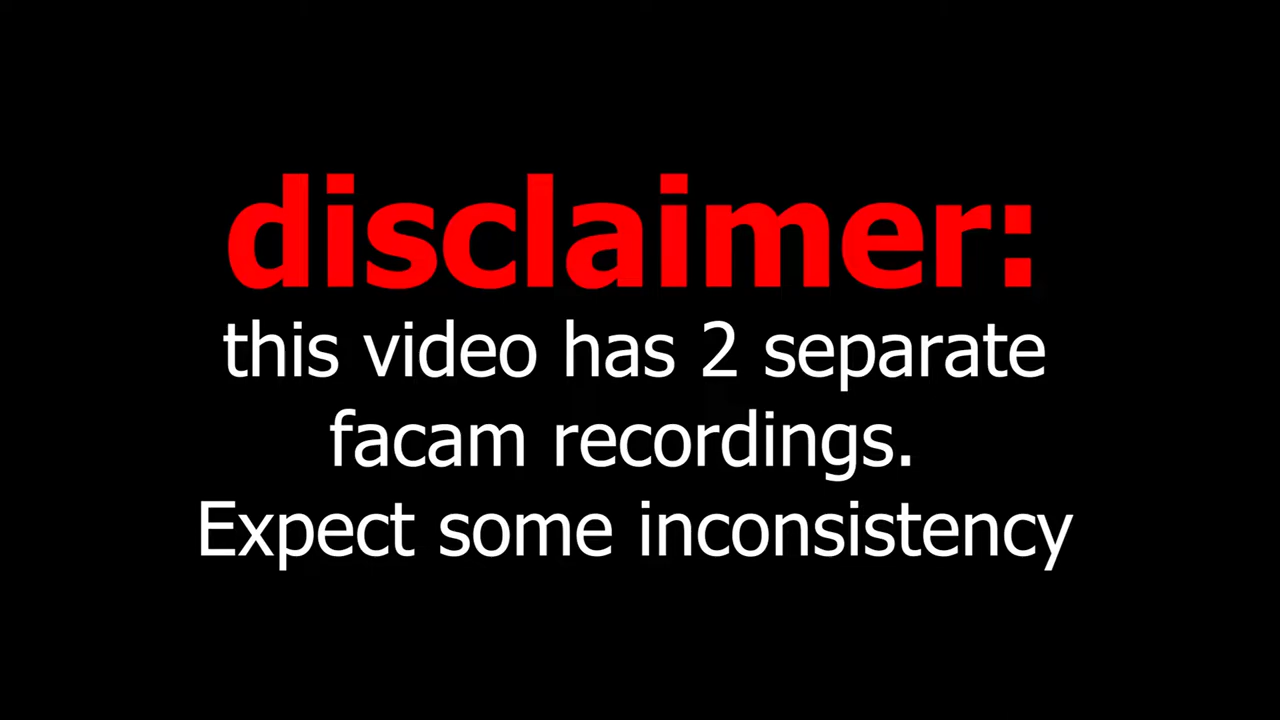 disclaimer:
this video has 2 separate
facam recordings.
Expect some inconsistency